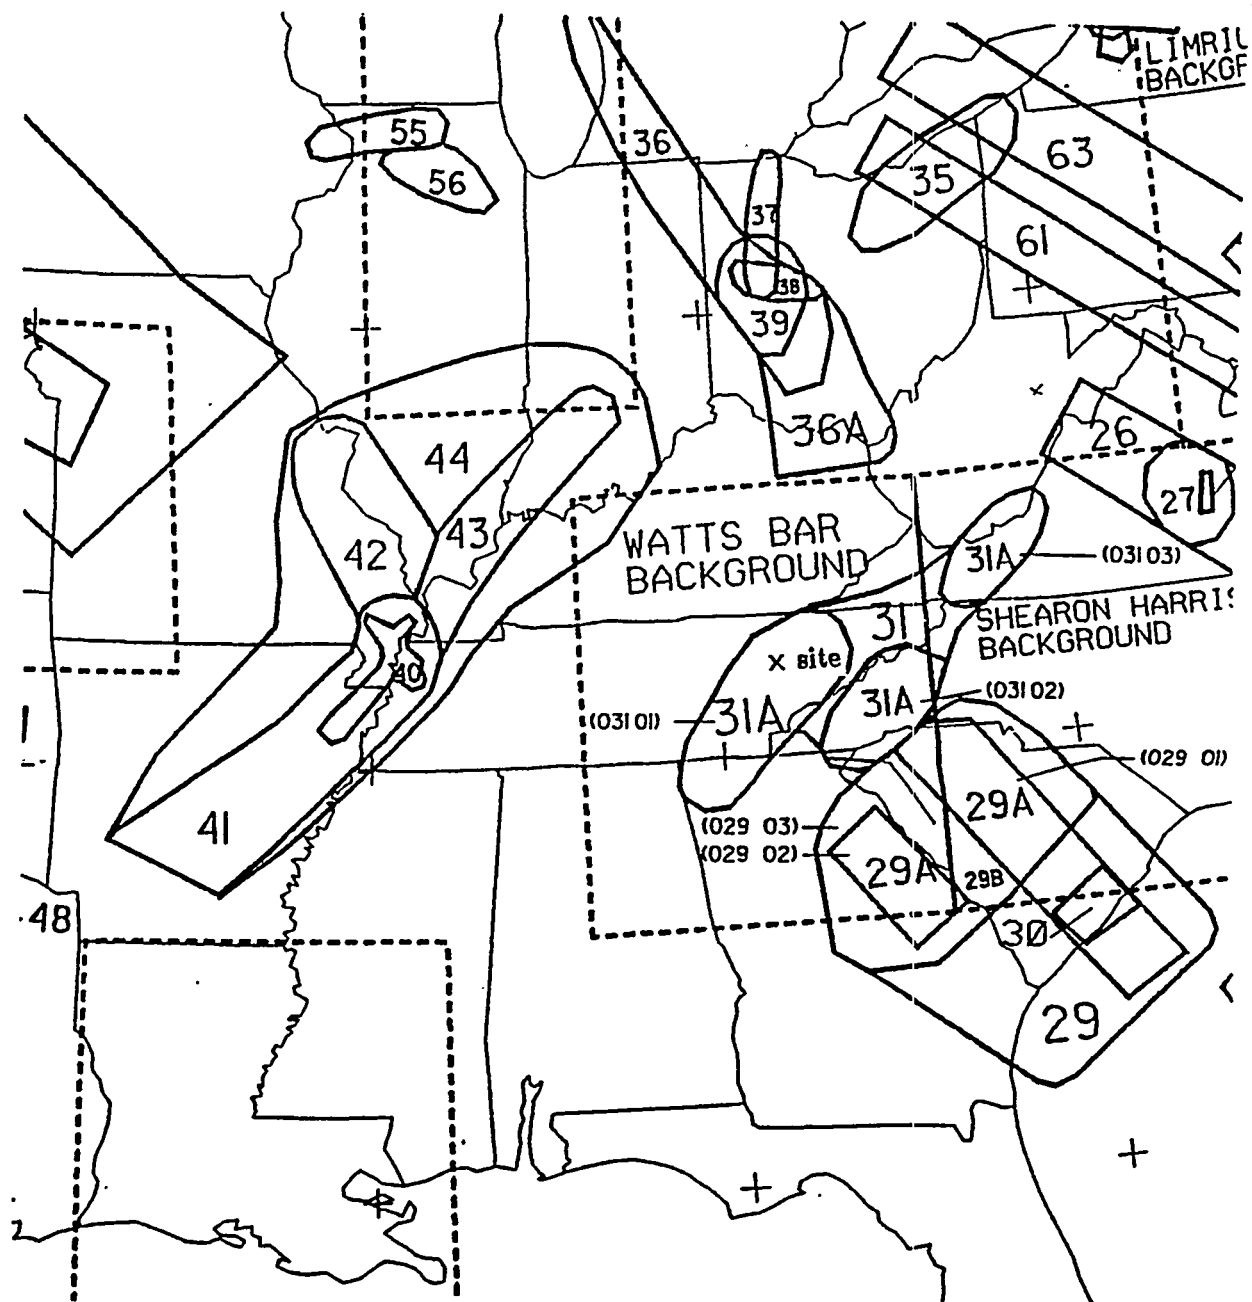 LIMRIC
BACKGR
55
36
63
56
35
37
61
38
39
36A
26
44
27
43
WATTS BAR
BACKGROUND
42
31A
(031 03)
SHEARON HARRIS
BACKGROUND
31
x site
40
31A
(031 02)
(031 01)
31A
(029 01)
29A
41
(029 03)
(029 02)
29A
29B
48
30
29